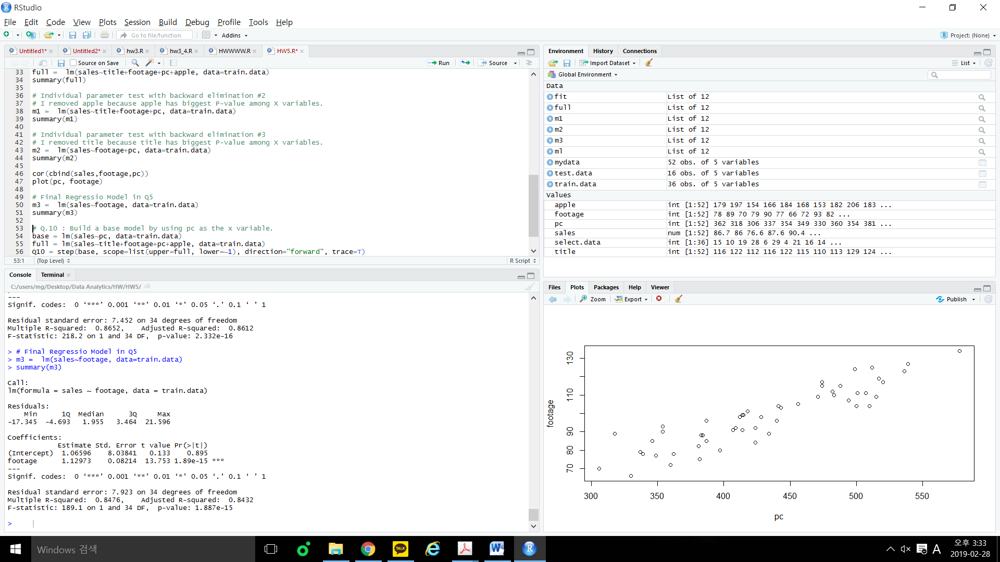 RStudio
File Edit Code View Plots Session Build Debug Profile Tools Help
Go to file/function Addins Project: (None)
Untitled1* Untitled2* hw3.R hw3_4.R HWWWW.R HW5.R*
Source on Save Run Source
33 full =  lm(sales~title+footage+pc+apple, data=train.data)
34 summary(full)
35
36 # Individual parameter test with backward elimination #2
37 # I removed apple because apple has biggest P-value among X variables.
38 m1 =  lm(sales~title+footage+pc, data=train.data)
39 summary(m1)
40
41 # Individual parameter test with backward elimination #3
42 # I removed title because title has biggest P-value among X variables.
43 m2 =  lm(sales~footage+pc, data=train.data)
44 summary(m2)
45
46 cor(cbind(sales,footage,pc))
47 plot(pc, footage)
48
49 # Final Regressio Model in Q5
50 m3 =  lm(sales~footage, data=train.data)
51 summary(m3)
52
53 # Q.10 : Build a base model by using pc as the x variable.
54 base = lm(sales~pc, data=train.data)
55 full = lm(sales~title+footage+pc+apple, data=train.data)
56 Q10 = step(base, scope=list(upper=full, lower=~1), direction="forward", trace=T)
53:1 (Top Level) R Script
Console Terminal
C:/users/mg/Desktop/Data Analytics/HW/HW5/
---
Signif. codes:  0 ‘***’ 0.001 ‘**’ 0.01 ‘*’ 0.05 ‘.’ 0.1 ‘ ’ 1
Residual standard error: 7.452 on 34 degrees of freedom
Multiple R-squared:  0.8652,    Adjusted R-squared:  0.8612
F-statistic: 218.2 on 1 and 34 DF,  p-value: 2.332e-16
> # Final Regressio Model in Q5
> m3 =  lm(sales~footage, data=train.data)
> summary(m3)
Call:
lm(formula = sales ~ footage, data = train.data)
Residuals:
Min 1Q Median 3Q Max
-17.345 -4.693 1.955 3.464 21.596
Coefficients:
Estimate Std. Error t value Pr(>|t|)
(Intercept) 1.06596 8.03841 0.133 0.895
footage 1.12973 0.08214 13.753 1.89e-15 ***
---
Signif. codes:  0 ‘***’ 0.001 ‘**’ 0.01 ‘*’ 0.05 ‘.’ 0.1 ‘ ’ 1
Residual standard error: 7.923 on 34 degrees of freedom
Multiple R-squared:  0.8476,    Adjusted R-squared:  0.8432
F-statistic: 189.1 on 1 and 34 DF,  p-value: 1.887e-15
>
Environment History Connections
Import Dataset List
Global Environment
Data
fit List of 12
full List of 12
m1 List of 12
m2 List of 12
m3 List of 12
ml List of 12
mydata 52 obs. of 5 variables
test.data 16 obs. of 5 variables
train.data 36 obs. of 5 variables
Values
apple int [1:52] 179 197 154 166 184 168 153 182 206 183 ...
footage int [1:52] 78 89 70 79 90 77 66 72 93 82 ...
pc int [1:52] 362 318 306 337 354 349 330 360 354 381 ...
sales num [1:52] 86.7 86 76.6 87.6 90.4 ...
select.data int [1:36] 15 10 19 28 6 29 4 21 16 14 ...
title int [1:52] 116 122 112 116 122 115 110 113 129 124 ...
Files Plots Packages Help Viewer
Zoom Export Publish
footage
130
110
90
80
70
300 350 400 450 500 550
pc
Windows 검색
TALK
A
오후 3:33
2019-02-28